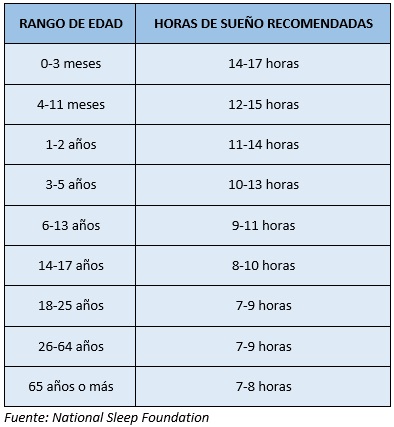 RANGO DE EDAD HORAS DE SUEÑO RECOMENDADAS
0-3 meses 14-17 horas
4-11 meses 12-15 horas
1-2 años 11-14 horas
3-5 años 10-13 horas
6-13 años 9-11 horas
14-17 años 8-10 horas
18-25 años 7-9 horas
26-64 años 7-9 horas
65 años o más 7-8 horas
Fuente: National Sleep Foundation